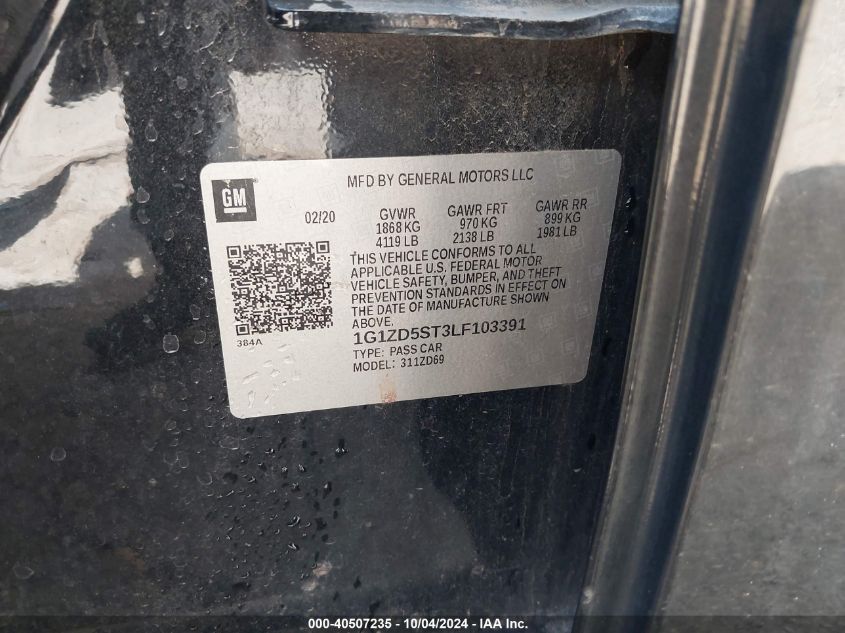 MFD BY GENERAL MOTORS LLC
GM
02/20 GVWR GAWR FRT GAWR RR
1868 KG 970 KG 899 KG
4119 LB 2138 LB 1981 LB
THIS VEHICLE CONFORMS TO ALL
APPLICABLE U.S. FEDERAL MOTOR
VEHICLE SAFETY, BUMPER, AND THEFT
PREVENTION STANDARDS IN EFFECT ON
THE DATE OF MANUFACTURE SHOWN
ABOVE.
384A
1G1ZD5ST3LF103391
TYPE: PASS CAR
MODEL: 311ZD69
000-40507235 - 10/04/2024 - IAA Inc.